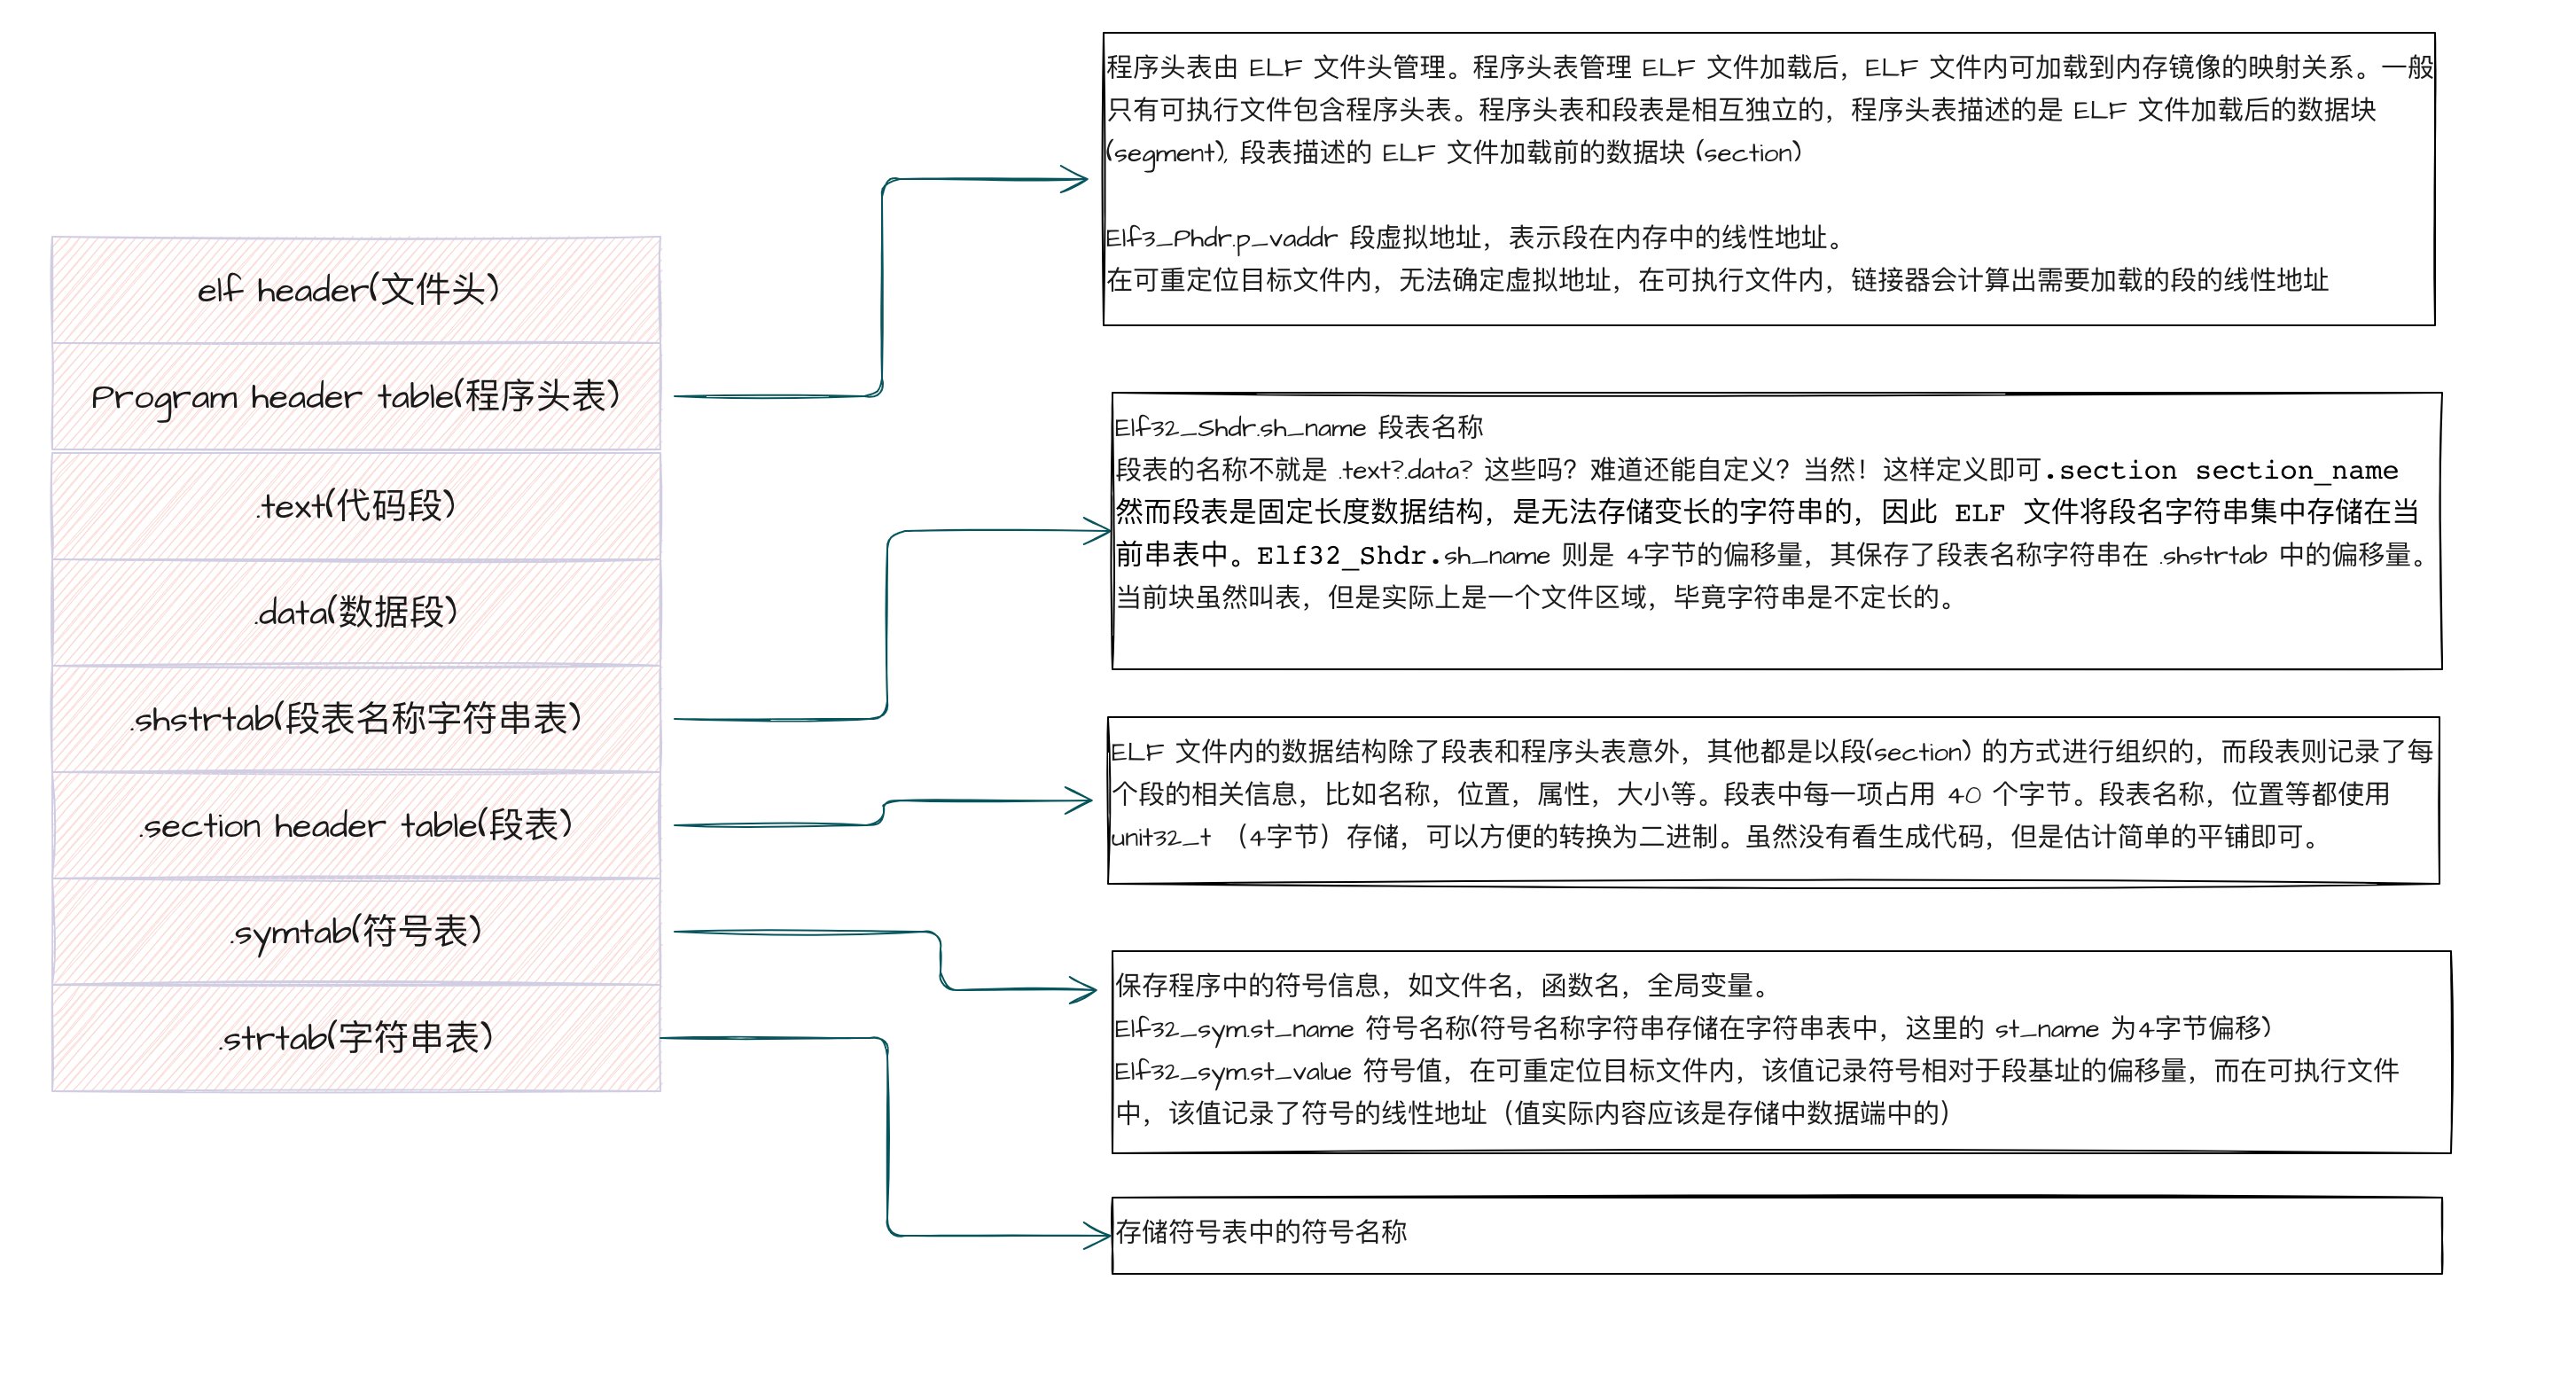 elf header(文件头)
Program header table(程序头表)
.text(代码段)
.data(数据段)
.shstrtab(段表名称字符串表)
.section header table(段表)
.symtab(符号表)
.strtab(字符串表)
程序头表由 ELF 文件头管理。程序头表管理 ELF 文件加载后，ELF 文件内可加载到内存镜像的映射关系。一般
只有可执行文件包含程序头表。程序头表和段表是相互独立的，程序头表描述的是 ELF 文件加载后的数据块
(segment), 段表描述的 ELF 文件加载前的数据块 (section)
Elf3_Phdr.p_vaddr 段虚拟地址，表示段在内存中的线性地址。
在可重定位目标文件内，无法确定虚拟地址，在可执行文件内，链接器会计算出需要加载的段的线性地址
Elf32_Shdr.sh_name 段表名称
段表的名称不就是 .text?.data? 这些吗？难道还能自定义？当然！这样定义即可.section section_name
然而段表是固定长度数据结构，是无法存储变长的字符串的，因此 ELF 文件将段名字符串集中存储在当
前串表中。Elf32_Shdr.sh_name 则是 4字节的偏移量，其保存了段表名称字符串在 .shstrtab 中的偏移量。
当前块虽然叫表，但是实际上是一个文件区域，毕竟字符串是不定长的。
ELF 文件内的数据结构除了段表和程序头表意外，其他都是以段(section) 的方式进行组织的，而段表则记录了每
个段的相关信息，比如名称，位置，属性，大小等。段表中每一项占用 40 个字节。段表名称，位置等都使用
unit32_t （4字节）存储，可以方便的转换为二进制。虽然没有看生成代码，但是估计简单的平铺即可。
保存程序中的符号信息，如文件名，函数名，全局变量。
Elf32_sym.st_name 符号名称(符号名称字符串存储在字符串表中，这里的 st_name 为4字节偏移)
Elf32_sym.st_value 符号值，在可重定位目标文件内，该值记录符号相对于段基址的偏移量，而在可执行文件
中，该值记录了符号的线性地址（值实际内容应该是存储中数据端中的）
存储符号表中的符号名称